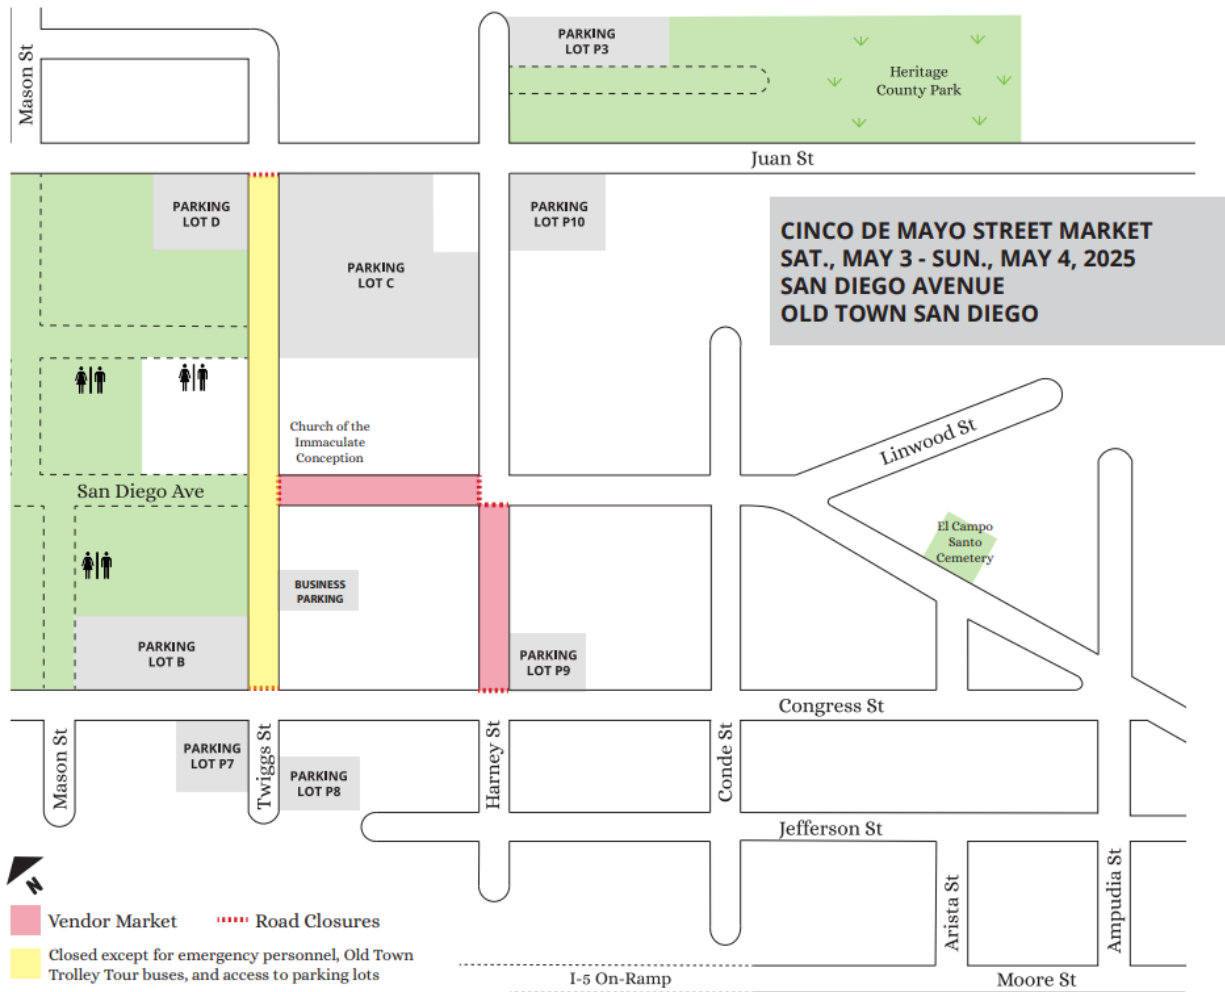 Mason St
PARKING
LOT P3
Heritage
County Park
Juan St
PARKING
LOT D
PARKING
LOT C
PARKING
LOT P10
CINCO DE MAYO STREET MARKET
SAT., MAY 3 - SUN., MAY 4, 2025
SAN DIEGO AVENUE
OLD TOWN SAN DIEGO
Church of the
Immaculate
Conception
Linwood St
San Diego Ave
El Campo
Santo
Cemetery
BUSINESS
PARKING
PARKING
LOT B
PARKING
LOT P9
Congress St
Mason St
PARKING
LOT P7
Twiggs St
PARKING
LOT P8
Harney St
Conde St
Jefferson St
Arista St
Ampudia St
N
Vendor Market
Road Closures
Closed except for emergency personnel, Old Town
Trolley Tour buses, and access to parking lots
I-5 On-Ramp
Moore St